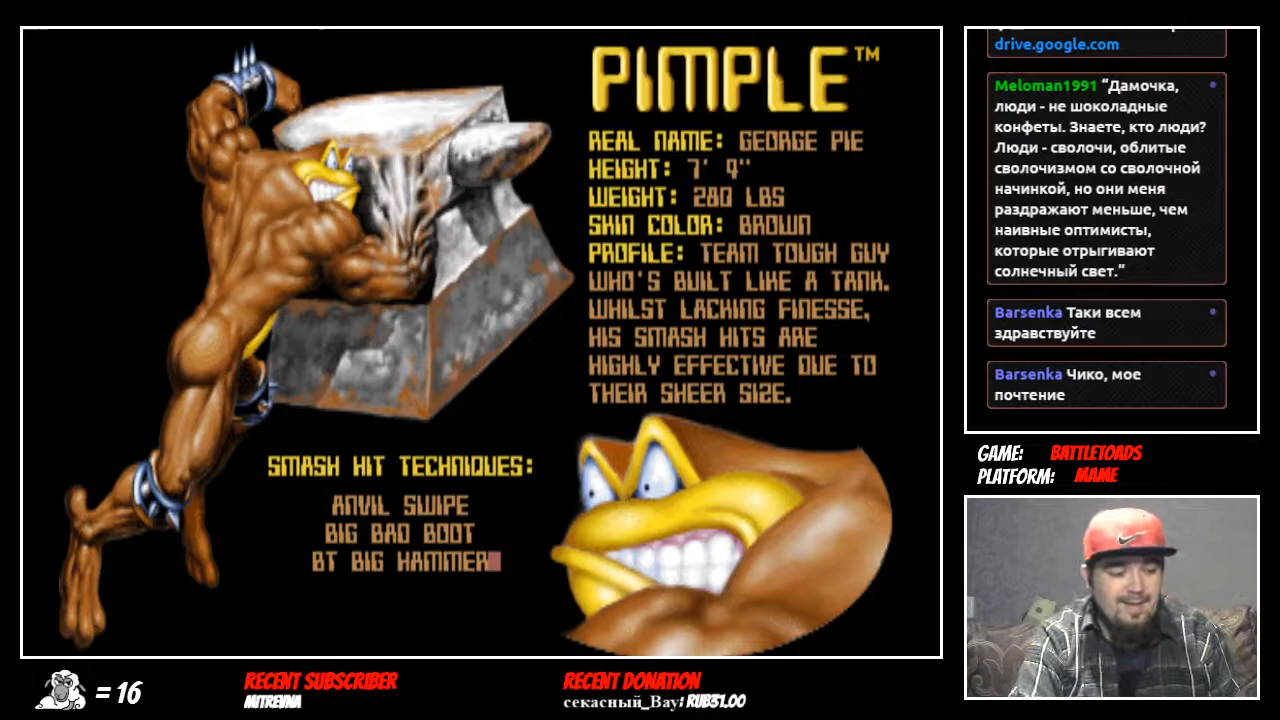 PIMPLE™
REAL NAME: GEORGE PIE
HEIGHT: 7' 9"
WEIGHT: 280 LBS
SKIN COLOR: BROWN
PROFILE: TEAM TOUGH GUY
WHO'S BUILT LIKE A TANK.
WHILST LACKING FINESSE,
HIS SMASH HITS ARE
HIGHLY EFFECTIVE DUE TO
THEIR SHEER SIZE.
SMASH HIT TECHNIQUES:
ANVIL SWIPE
BIG BAD BOOT
BT BIG HAMMER
drive.google.com
Meloman1991 “Дамочка,
люди - не шоколадные
конфеты. Знаете, кто люди?
Люди - сволочи, облитые
сволочизмом со сволочной
начинкой, но они меня
раздражают меньше, чем
наивные оптимисты,
которые отрыгивают
солнечный свет.”
Barsenka Таки всем
здравствуйте
Barsenka Чико, мое
почтение
GAME: BATTLETOADS
PLATFORM: MAME
= 16
RECENT SUBSCRIBER
MITREVNA
RECENT DONATION
секасный_Bay: RUB31.00